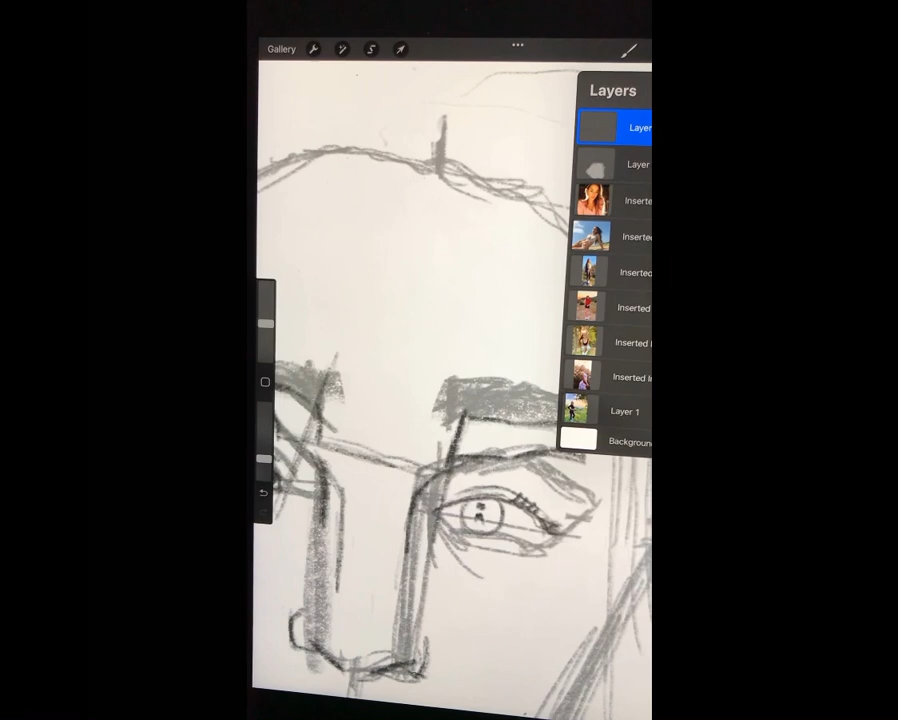 Gallery
Layers
Layer
Layer
Inserte
Inserted
Inserted
Inserted
Inserted I
Inserted I
Layer 1
Backgroun